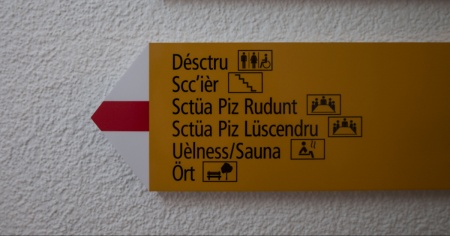 Désctru
Scc'ièr
Sctüa Piz Rudunt
Sctüa Piz Lüscendru
Uèlness/Sauna
Ört